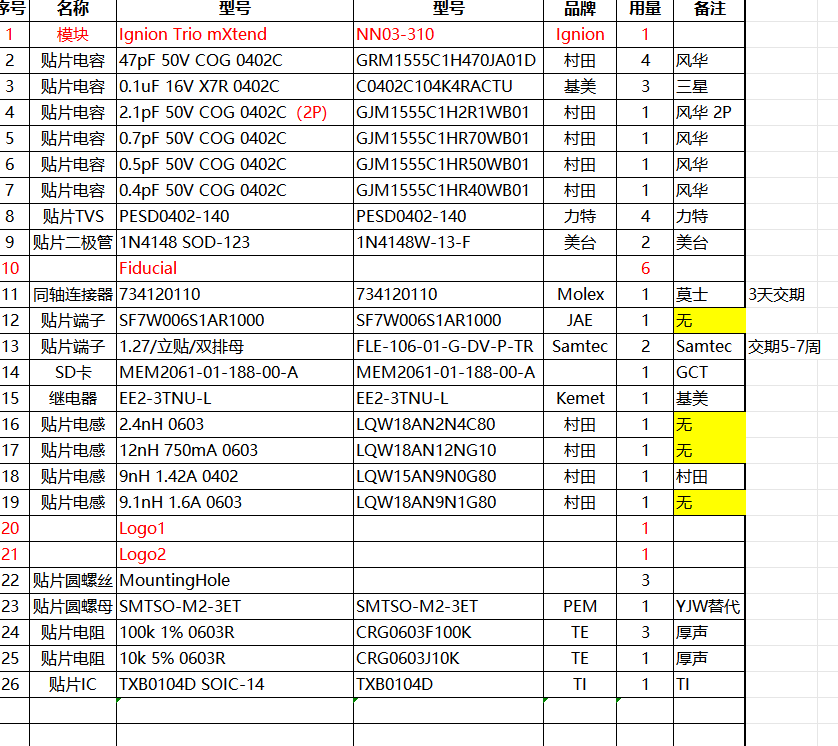 序号 名称 型号 型号 品牌 用量 备注
1 模块 Ignion Trio mXtend NN03-310 Ignion 1
2 贴片电容 47pF 50V COG 0402C GRM1555C1H470JA01D 村田 4 风华
3 贴片电容 0.1uF 16V X7R 0402C C0402C104K4RACTU 基美 3 三星
4 贴片电容 2.1pF 50V COG 0402C (2P) GJM1555C1H2R1WB01 村田 1 风华 2P
5 贴片电容 0.7pF 50V COG 0402C GJM1555C1HR70WB01 村田 1 风华
6 贴片电容 0.5pF 50V COG 0402C GJM1555C1HR50WB01 村田 1 风华
7 贴片电容 0.4pF 50V COG 0402C GJM1555C1HR40WB01 村田 1 风华
8 贴片TVS PESD0402-140 PESD0402-140 力特 4 力特
9 贴片二极管 1N4148 SOD-123 1N4148W-13-F 美台 2 美台
10 Fiducial 6
11 同轴连接器 734120110 734120110 Molex 1 莫士 3天交期
12 贴片端子 SF7W006S1AR1000 SF7W006S1AR1000 JAE 1 无
13 贴片端子 1.27/立贴/双排母 FLE-106-01-G-DV-P-TR Samtec 2 Samtec 交期5-7周
14 SD卡 MEM2061-01-188-00-A MEM2061-01-188-00-A 1 GCT
15 继电器 EE2-3TNU-L EE2-3TNU-L Kemet 1 基美
16 贴片电感 2.4nH 0603 LQW18AN2N4C80 村田 1 无
17 贴片电感 12nH 750mA 0603 LQW18AN12NG10 村田 1 无
18 贴片电感 9nH 1.42A 0402 LQW15AN9N0G80 村田 1 村田
19 贴片电感 9.1nH 1.6A 0603 LQW18AN9N1G80 村田 1 无
20 Logo1 1
21 Logo2 1
22 贴片圆螺丝 MountingHole 3
23 贴片圆螺母 SMTSO-M2-3ET SMTSO-M2-3ET PEM 1 YJW替代
24 贴片电阻 100k 1% 0603R CRG0603F100K TE 3 厚声
25 贴片电阻 10k 5% 0603R CRG0603J10K TE 1 厚声
26 贴片IC TXB0104D SOIC-14 TXB0104D TI 1 TI